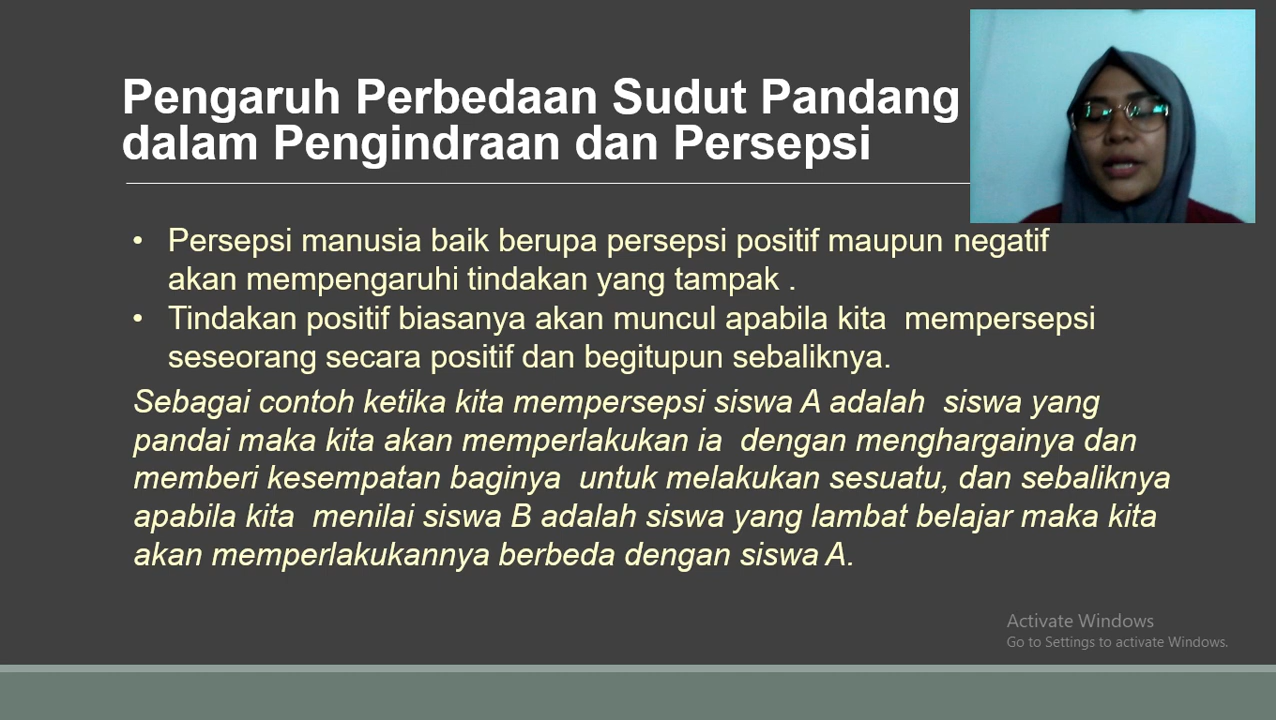 Pengaruh Perbedaan Sudut Pandang
dalam Pengindraan dan Persepsi
• Persepsi manusia baik berupa persepsi positif maupun negatif
akan mempengaruhi tindakan yang tampak .
• Tindakan positif biasanya akan muncul apabila kita mempersepsi
seseorang secara positif dan begitupun sebaliknya.
Sebagai contoh ketika kita mempersepsi siswa A adalah siswa yang
pandai maka kita akan memperlakukan ia dengan menghargainya dan
memberi kesempatan baginya untuk melakukan sesuatu, dan sebaliknya
apabila kita menilai siswa B adalah siswa yang lambat belajar maka kita
akan memperlakukannya berbeda dengan siswa A.
Activate Windows
Go to Settings to activate Windows.